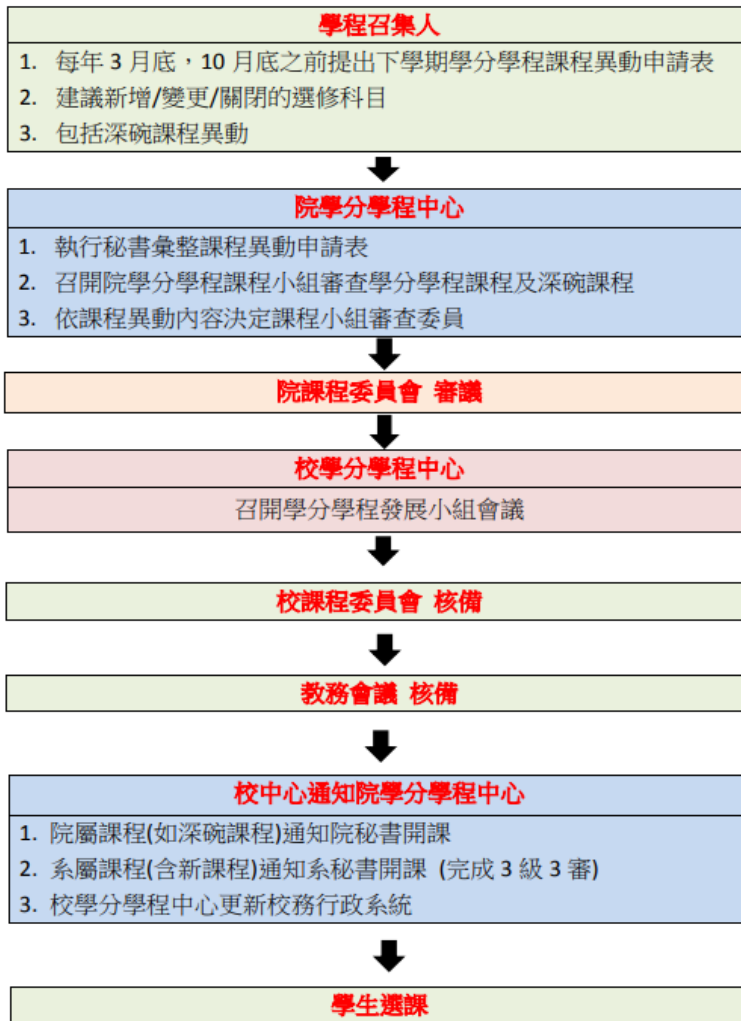 學程召集人
1. 每年 3 月底，10 月底之前提出下學期學分學程課程異動申請表
2. 建議新增/變更/關閉的選修科目
3. 包括深碗課程異動
院學分學程中心
1. 執行秘書彙整課程異動申請表
2. 召開院學分學程課程小組審查學分學程課程及深碗課程
3. 依課程異動內容決定課程小組審查委員
院課程委員會 審議
校學分學程中心
召開學分學程發展小組會議
校課程委員會 核備
教務會議 核備
校中心通知院學分學程中心
1. 院屬課程(如深碗課程)通知院秘書開課
2. 系屬課程(含新課程)通知系秘書開課 (完成 3 級 3 審)
3. 校學分學程中心更新校務行政系統
學生選課